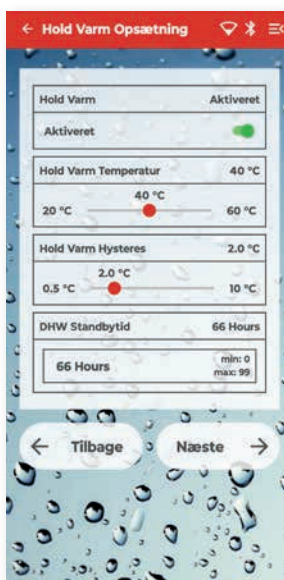 Hold Varm Opsætning
Hold Varm Aktiveret
Aktiveret
Hold Varm Temperatur 40 °C
40 °C
20 °C 60 °C
Hold Varm Hysteres 2.0 °C
2.0 °C
0.5 °C 10 °C
DHW Standbytid 66 Hours
66 Hours min: 0
max: 99
Tilbage Næste